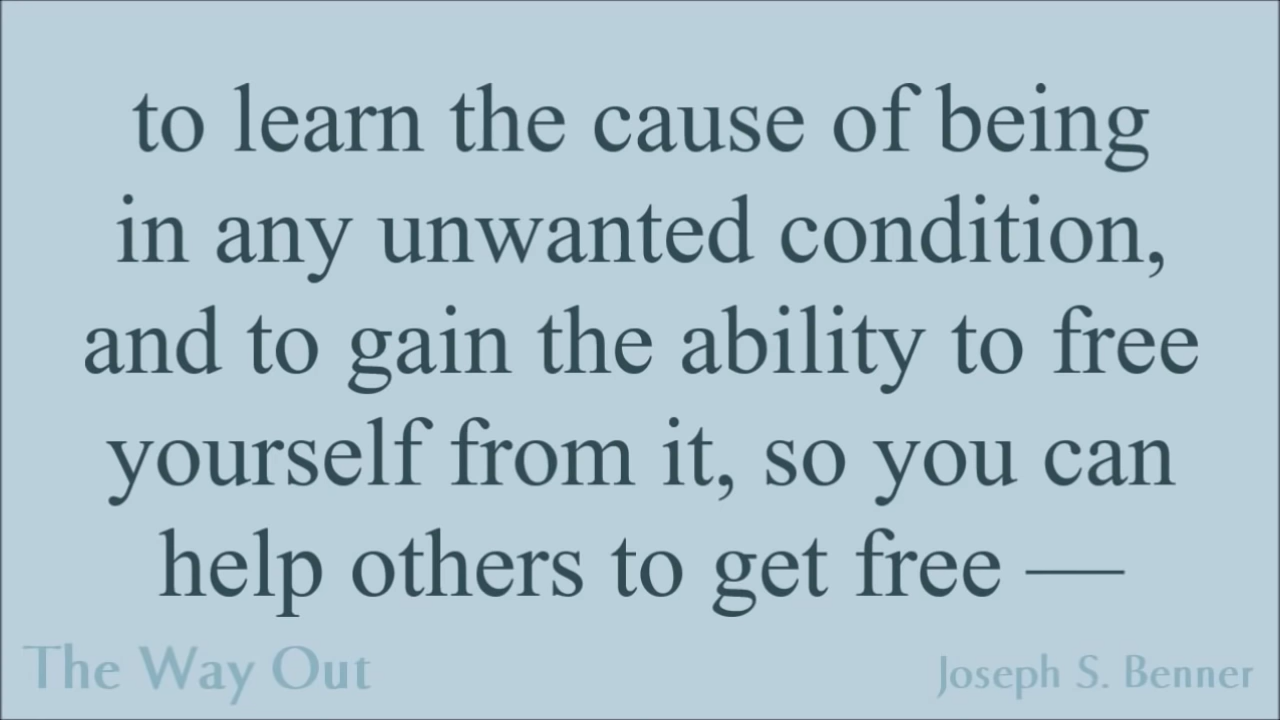 to learn the cause of being
in any unwanted condition,
and to gain the ability to free
yourself from it, so you can
help others to get free —
The Way Out
Joseph S. Benner